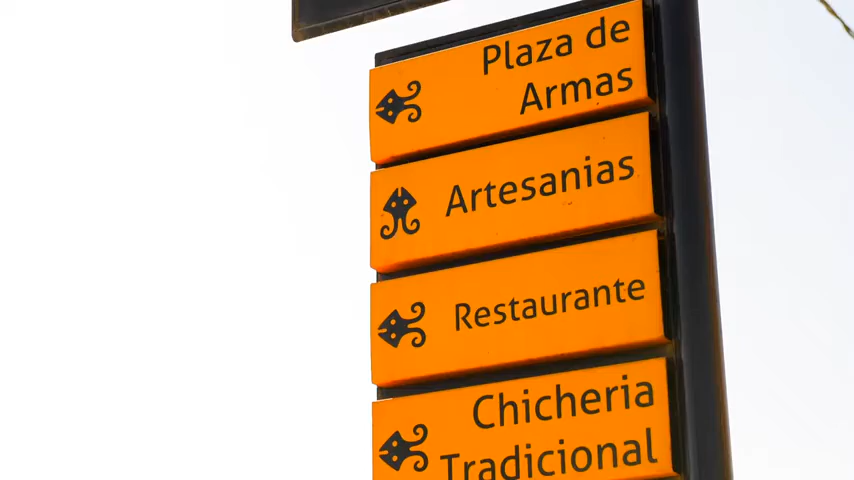 Plaza de
Armas
Artesanias
Restaurante
Chicheria
Tradicional